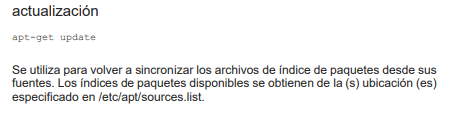 actualización
apt-get update
Se utiliza para volver a sincronizar los archivos de índice de paquetes desde sus
fuentes. Los índices de paquetes disponibles se obtienen de la (s) ubicación (es)
especificado en /etc/apt/sources.list.